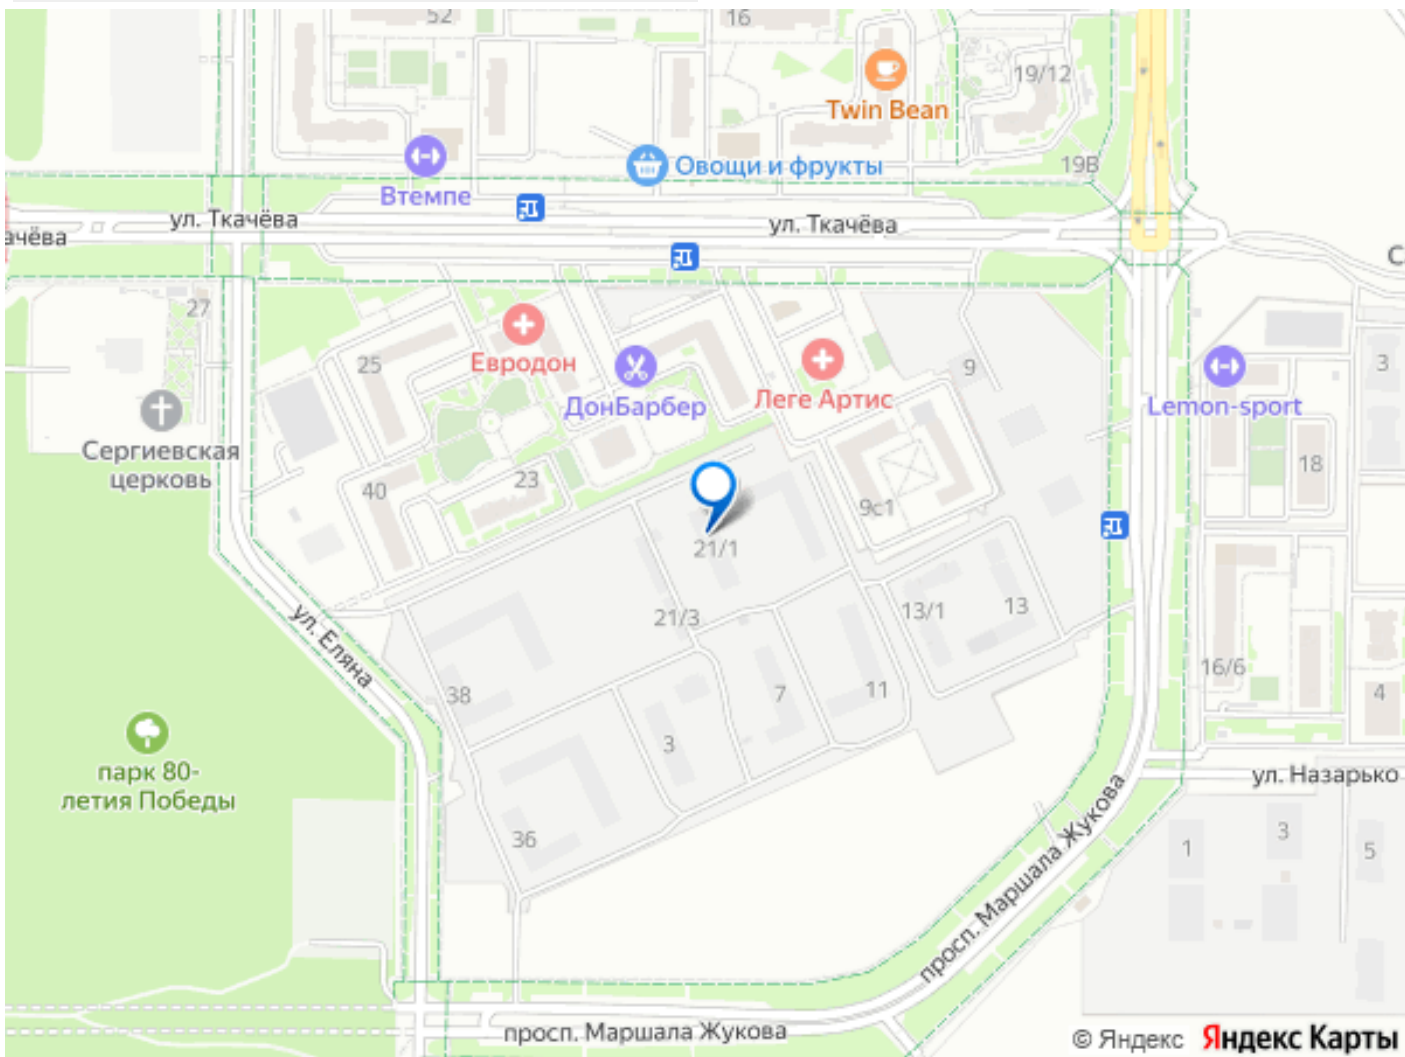 52
16
19/12
Twin Bean
19В
Втемпе
Овощи и фрукты
ул. Ткачёва
ул. Ткачёва
ачёва
С
27
25
Евродон
ДонБарбер
Леге Артис
9
3
Lemon-sport
Сергиевская
церковь
40
23
9с1
18
21/1
21/3
13/1
13
ул. Еляна
38
7
11
16/6
4
3
парк 80-
летия Победы
ул. Назарько
36
1
3
5
просп. Маршала Жукова
просп. Маршала Жукова
© Яндекс Яндекс Карты